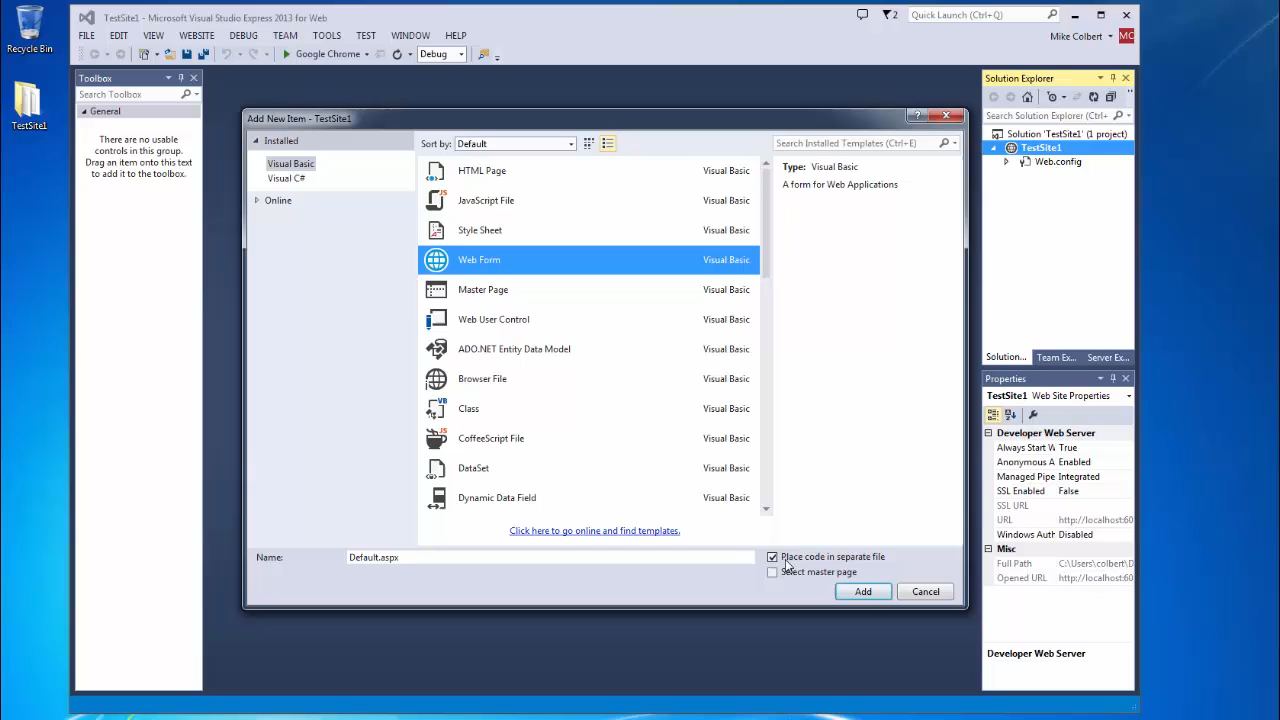 Recycle Bin
TestSite1
TestSite1 - Microsoft Visual Studio Express 2013 for Web
2
Quick Launch (Ctrl+Q)
FILE EDIT VIEW WEBSITE DEBUG TEAM TOOLS TEST WINDOW HELP
Mike Colbert MC
Google Chrome Debug
Toolbox
Search Toolbox
General
There are no usable
controls in this group.
Drag an item onto this text
to add it to the toolbox.
Add New Item - TestSite1
Installed
Visual Basic
Visual C#
Online
Sort by: Default
Search Installed Templates (Ctrl+E)
HTML Page Visual Basic
JavaScript File Visual Basic
Style Sheet Visual Basic
Web Form Visual Basic
Master Page Visual Basic
Web User Control Visual Basic
ADO.NET Entity Data Model Visual Basic
Browser File Visual Basic
Class Visual Basic
CoffeeScript File Visual Basic
DataSet Visual Basic
Dynamic Data Field Visual Basic
Click here to go online and find templates.
Type: Visual Basic
A form for Web Applications
Name: Default.aspx
Place code in separate file
Select master page
Add Cancel
Solution Explorer
Search Solution Explorer (Ctrl+
Solution 'TestSite1' (1 project)
TestSite1
Web.config
Solution... Team Ex... Server Ex...
Properties
TestSite1 Web Site Properties
Developer Web Server
Always Start W True
Anonymous A Enabled
Managed Pipe Integrated
SSL Enabled False
SSL URL
URL http://localhost:60
Windows Auth Disabled
Misc
Full Path C:\Users\colbert\D
Opened URL http://localhost:60
Developer Web Server